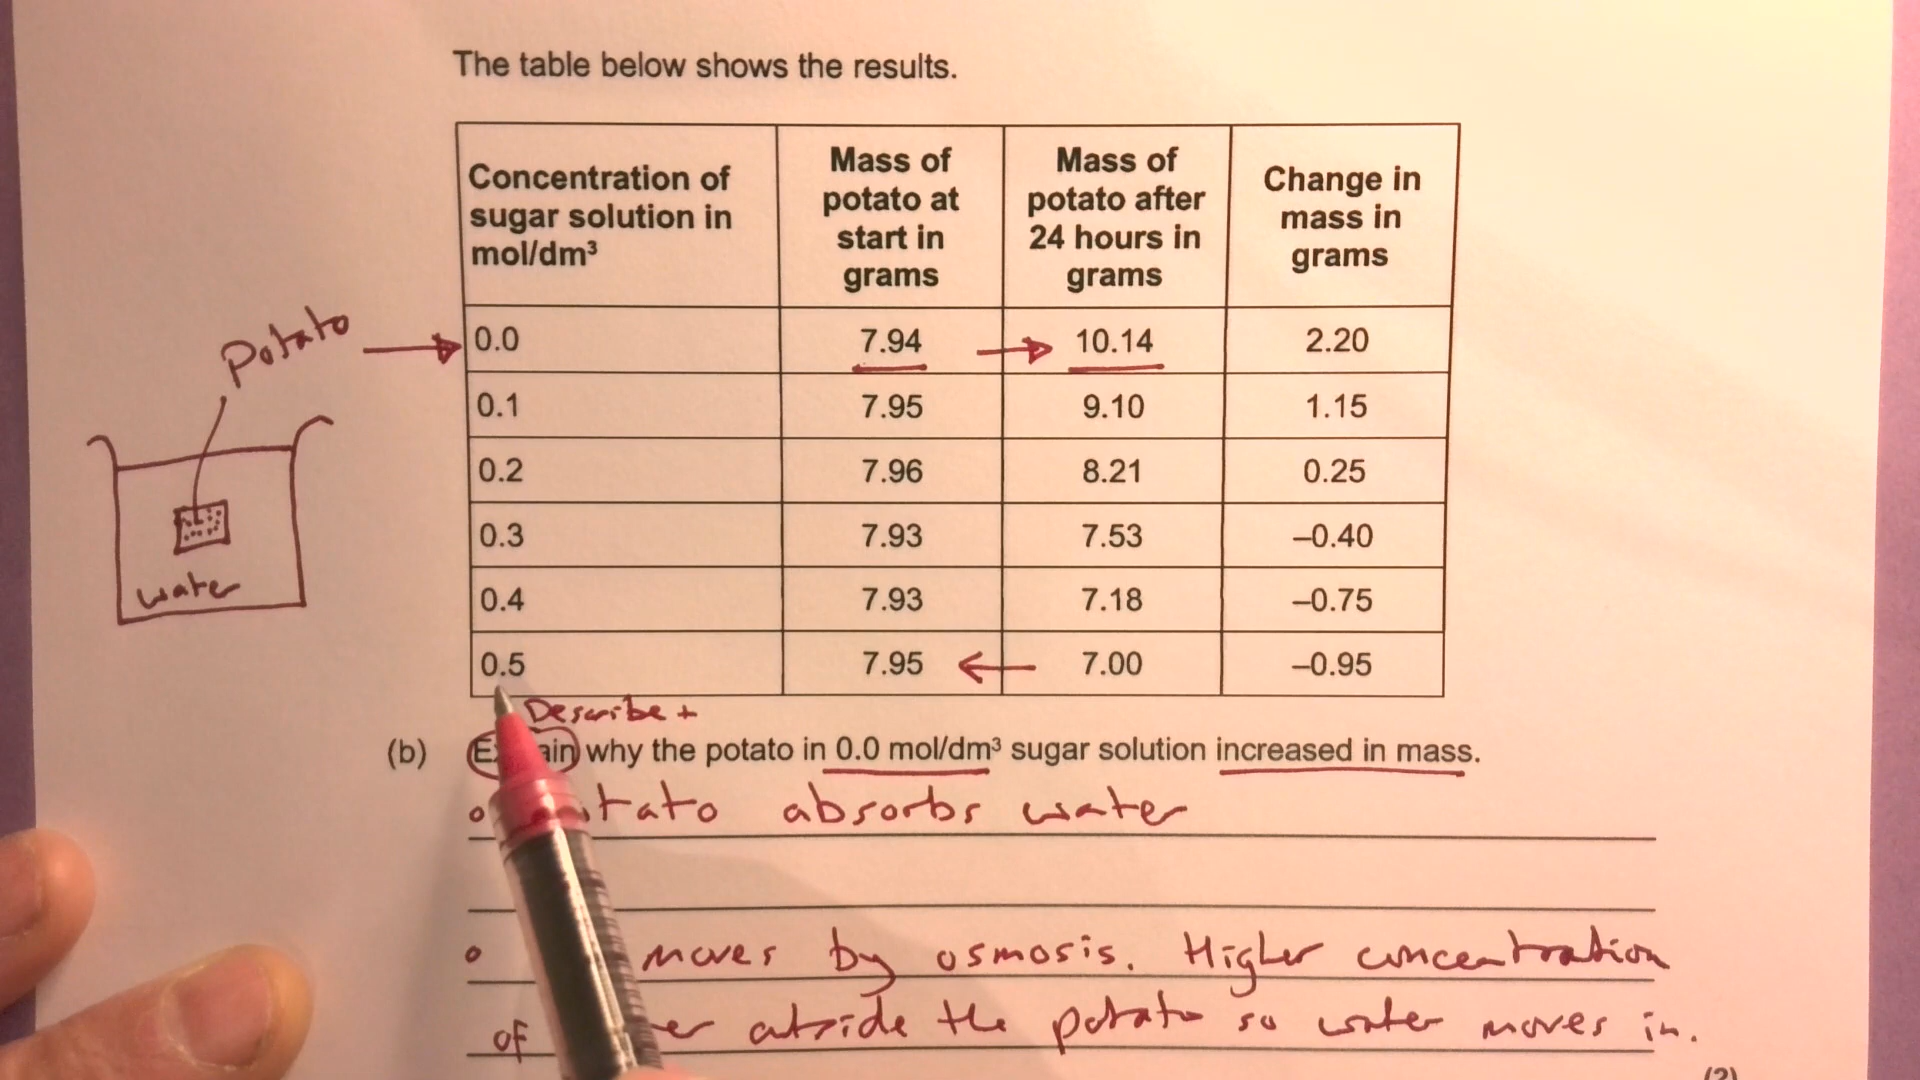 The table below shows the results.
Concentration of sugar solution in mol/dm³ Mass of potato at start in grams Mass of potato after 24 hours in grams Change in mass in grams
Potato
0.0 7.94 10.14 2.20
0.1 7.95 9.10 1.15
0.2 7.96 8.21 0.25
0.3 7.93 7.53 –0.40
water
0.4 7.93 7.18 –0.75
0.5 7.95 7.00 –0.95
Describe +
(b) why the potato in 0.0 mol/dm³ sugar solution increased in mass.
absorbs water
moves by osmosis. Higher concentration
of outside the potato so water moves in.
(2)